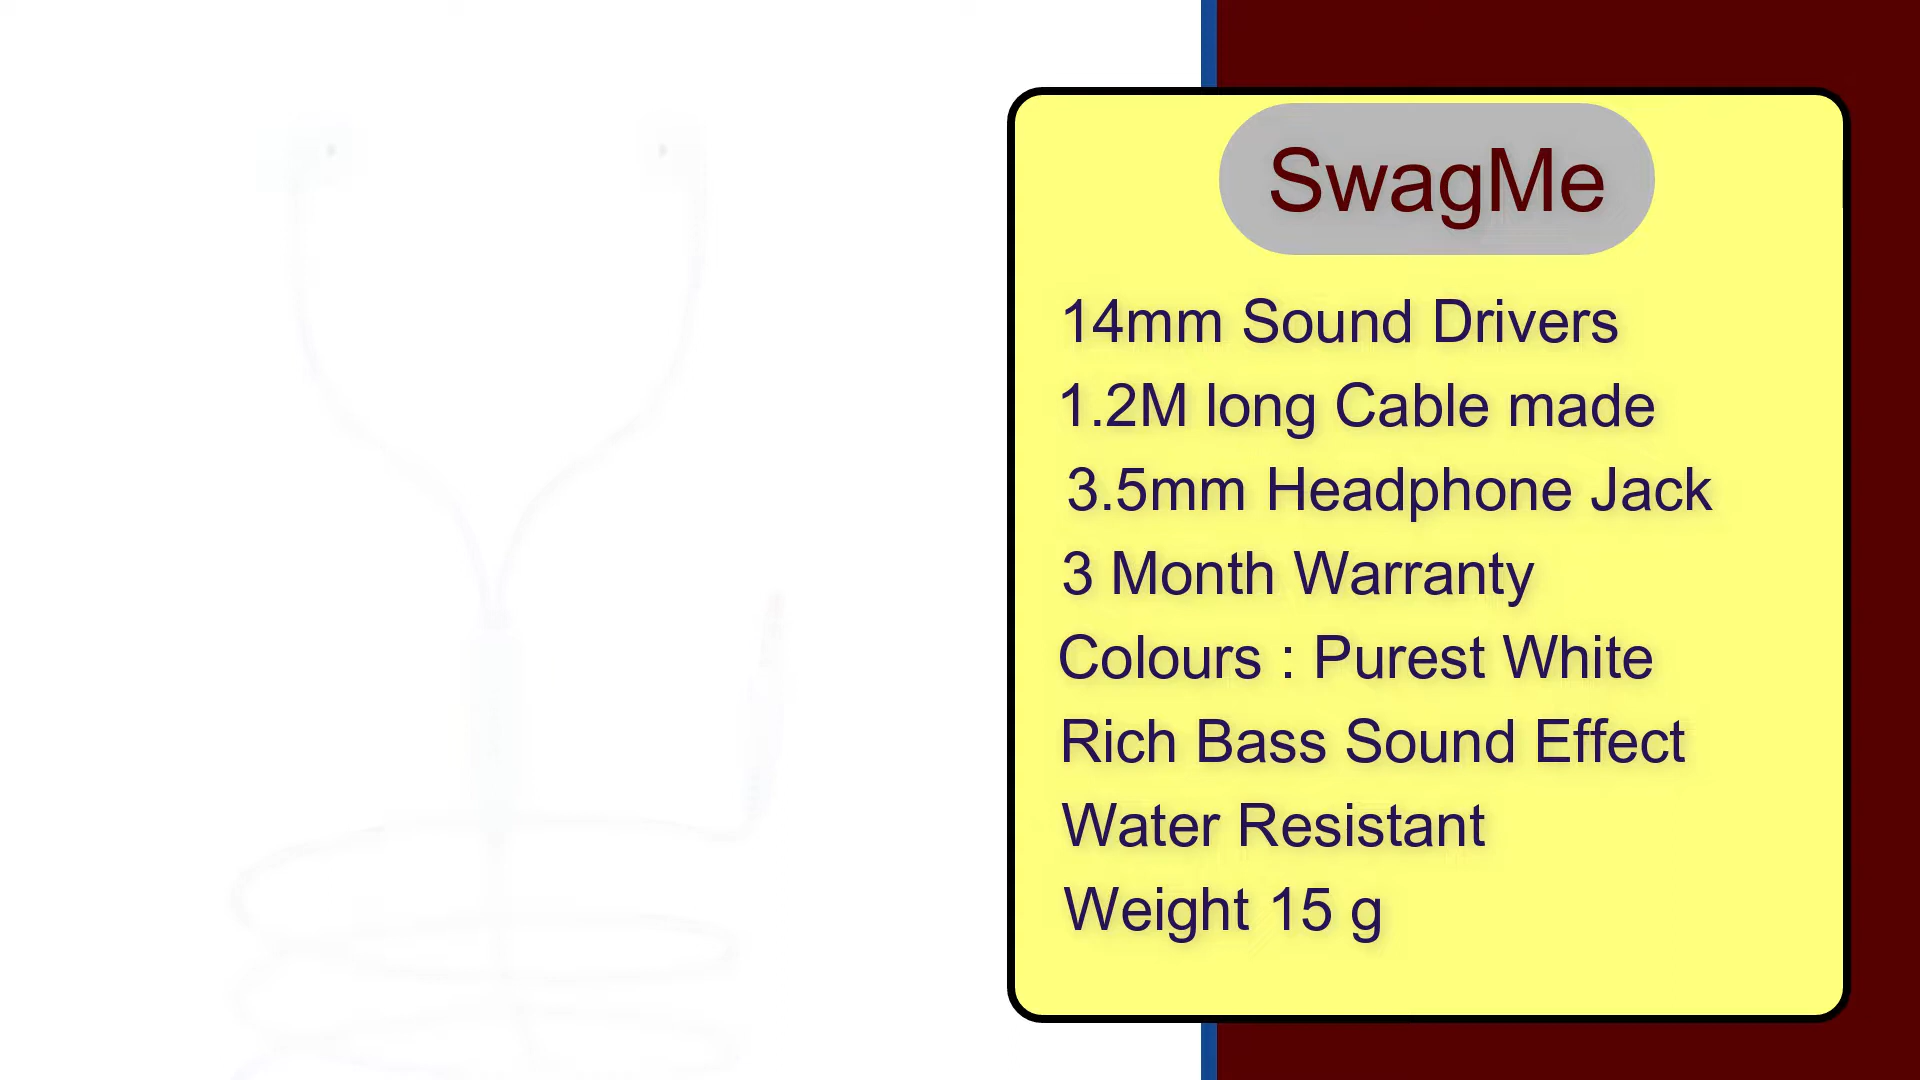 SwagMe
14mm Sound Drivers
1.2M long Cable made
3.5mm Headphone Jack
3 Month Warranty
Colours : Purest White
Rich Bass Sound Effect
Water Resistant
Weight 15 g